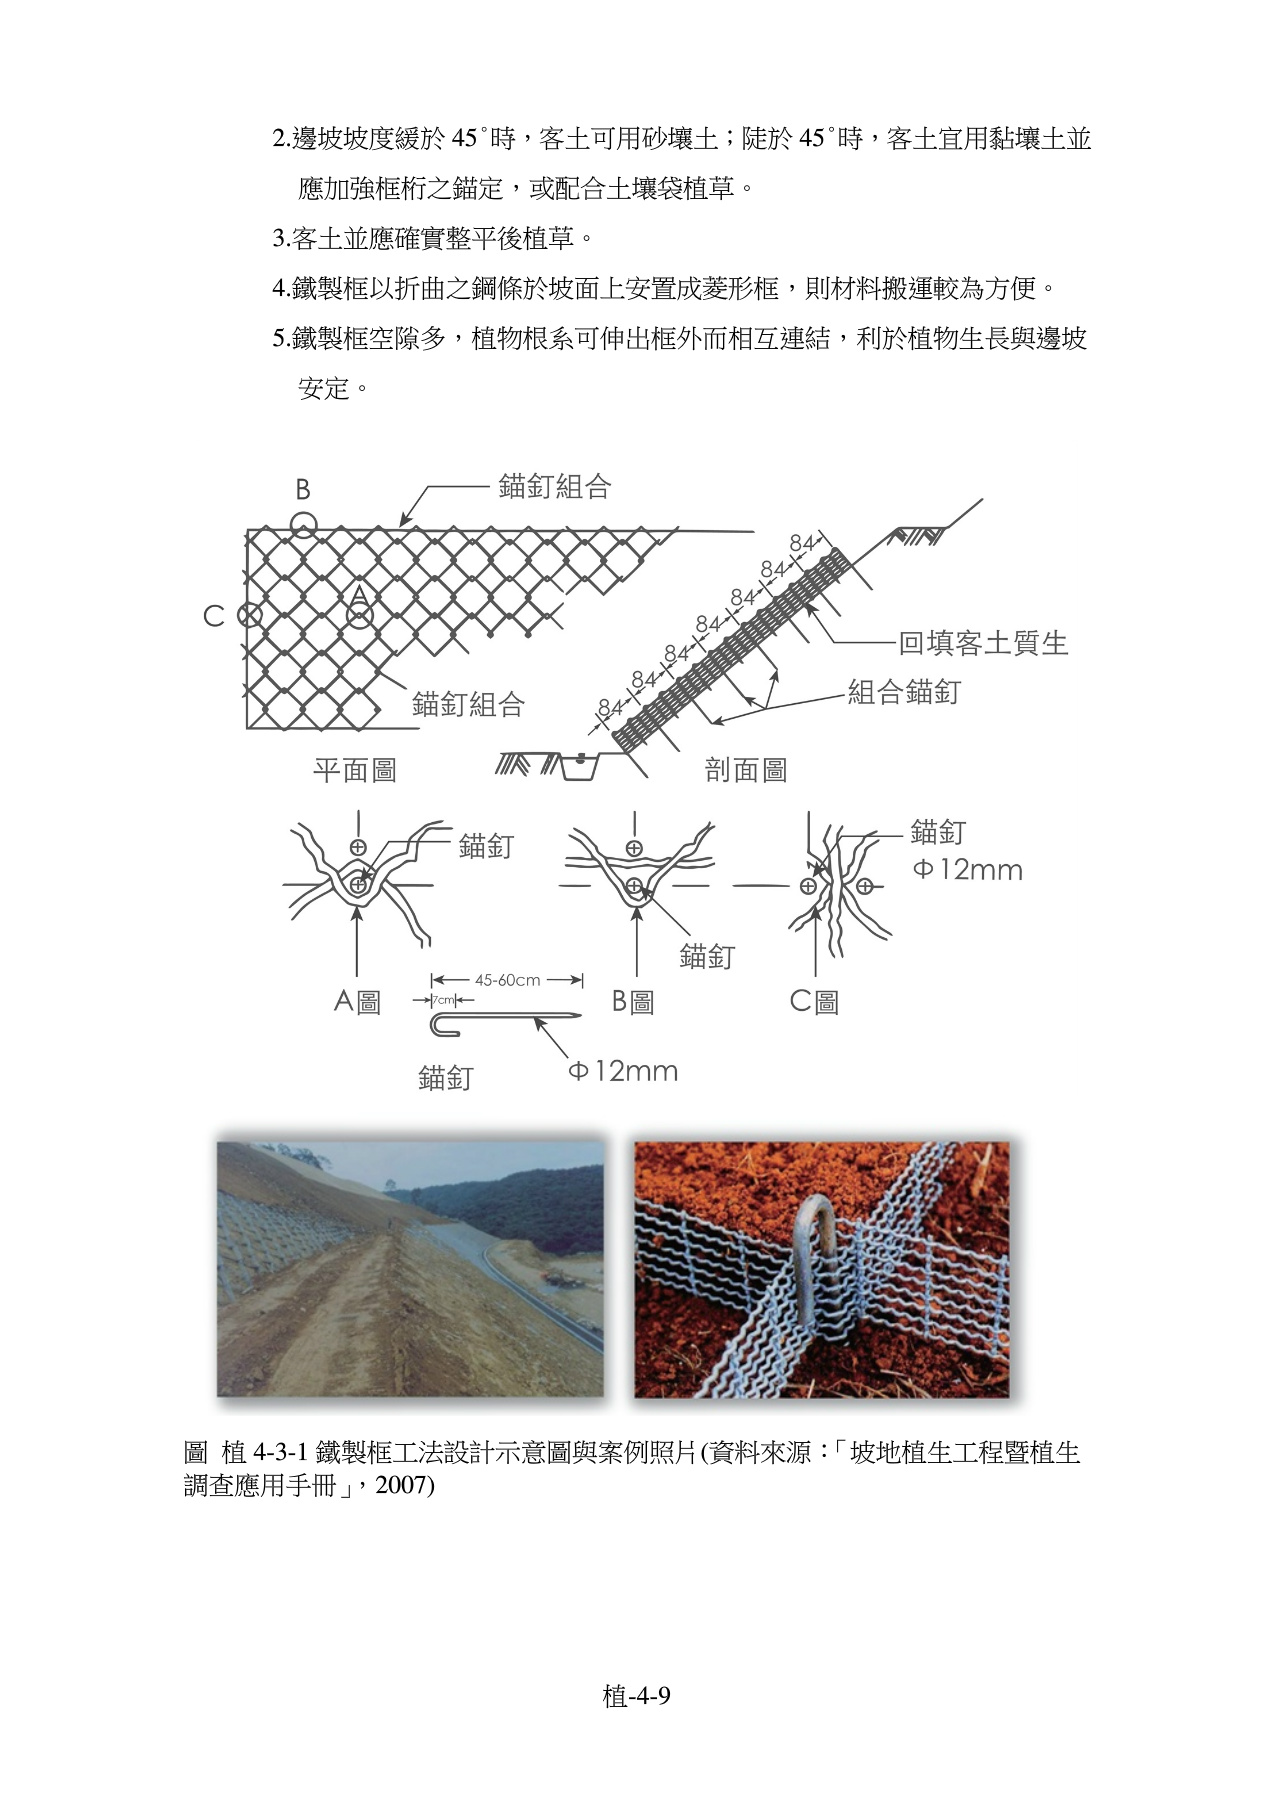 2.邊坡坡度緩於 45˚時，客土可用砂壤土；陡於 45˚時，客土宜用黏壤土並
應加強框桁之錨定，或配合土壤袋植草。
3.客土並應確實整平後植草。
4.鐵製框以折曲之鋼條於坡面上安置成菱形框，則材料搬運較為方便。
5.鐵製框空隙多，植物根系可伸出框外而相互連結，利於植物生長與邊坡
安定。
B
錨釘組合
84
84
84
84
84
84
84
A
C
回填客土質生
組合錨釘
錨釘組合
平面圖
剖面圖
錨釘
錨釘
Φ12mm
錨釘
45-60cm
7cm
A圖
B圖
C圖
Φ12mm
錨釘
圖 植 4-3-1 鐵製框工法設計示意圖與案例照片(資料來源：「坡地植生工程暨植生
調查應用手冊」，2007)
植-4-9